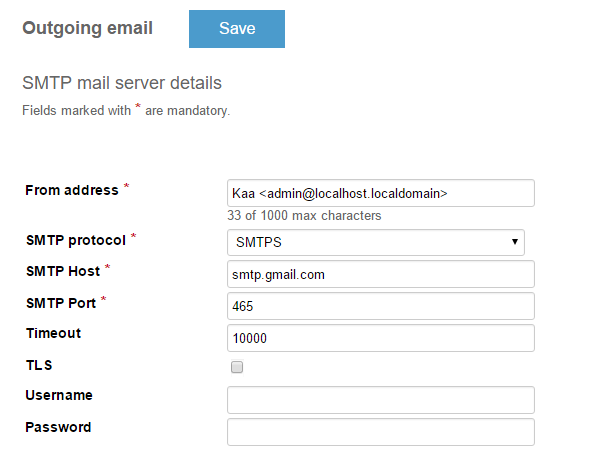 Outgoing email Save
SMTP mail server details
Fields marked with * are mandatory.
From address * Kaa <admin@localhost.localdomain>
33 of 1000 max characters
SMTP protocol * SMTPS
SMTP Host * smtp.gmail.com
SMTP Port * 465
Timeout 10000
TLS
Username
Password